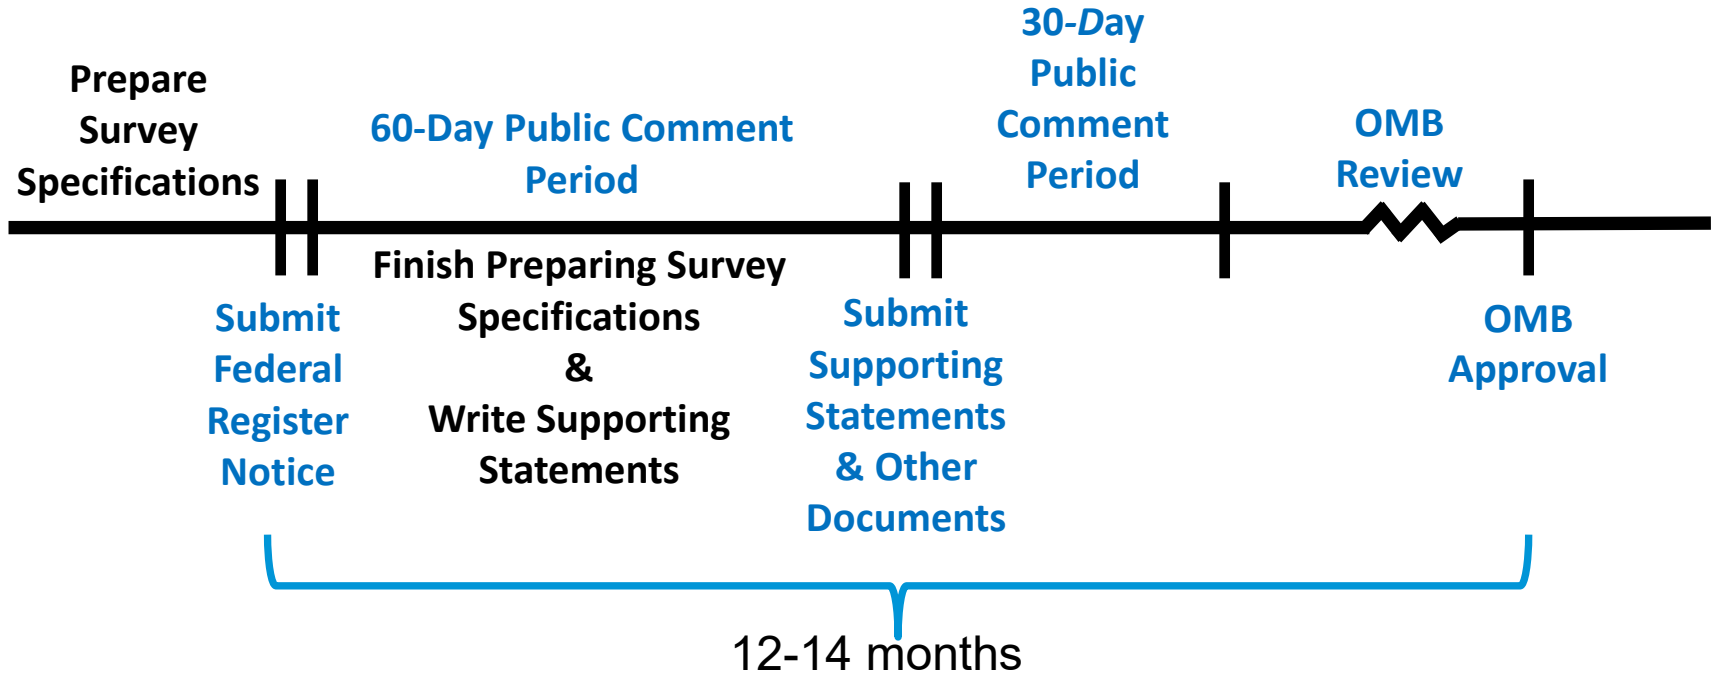 Prepare
Survey
Specifications
60-Day Public Comment
Period
30-Day
Public
Comment
Period
OMB
Review
Submit
Federal
Register
Notice
Finish Preparing Survey
Specifications
&
Write Supporting
Statements
Submit
Supporting
Statements
& Other
Documents
OMB
Approval
12-14 months